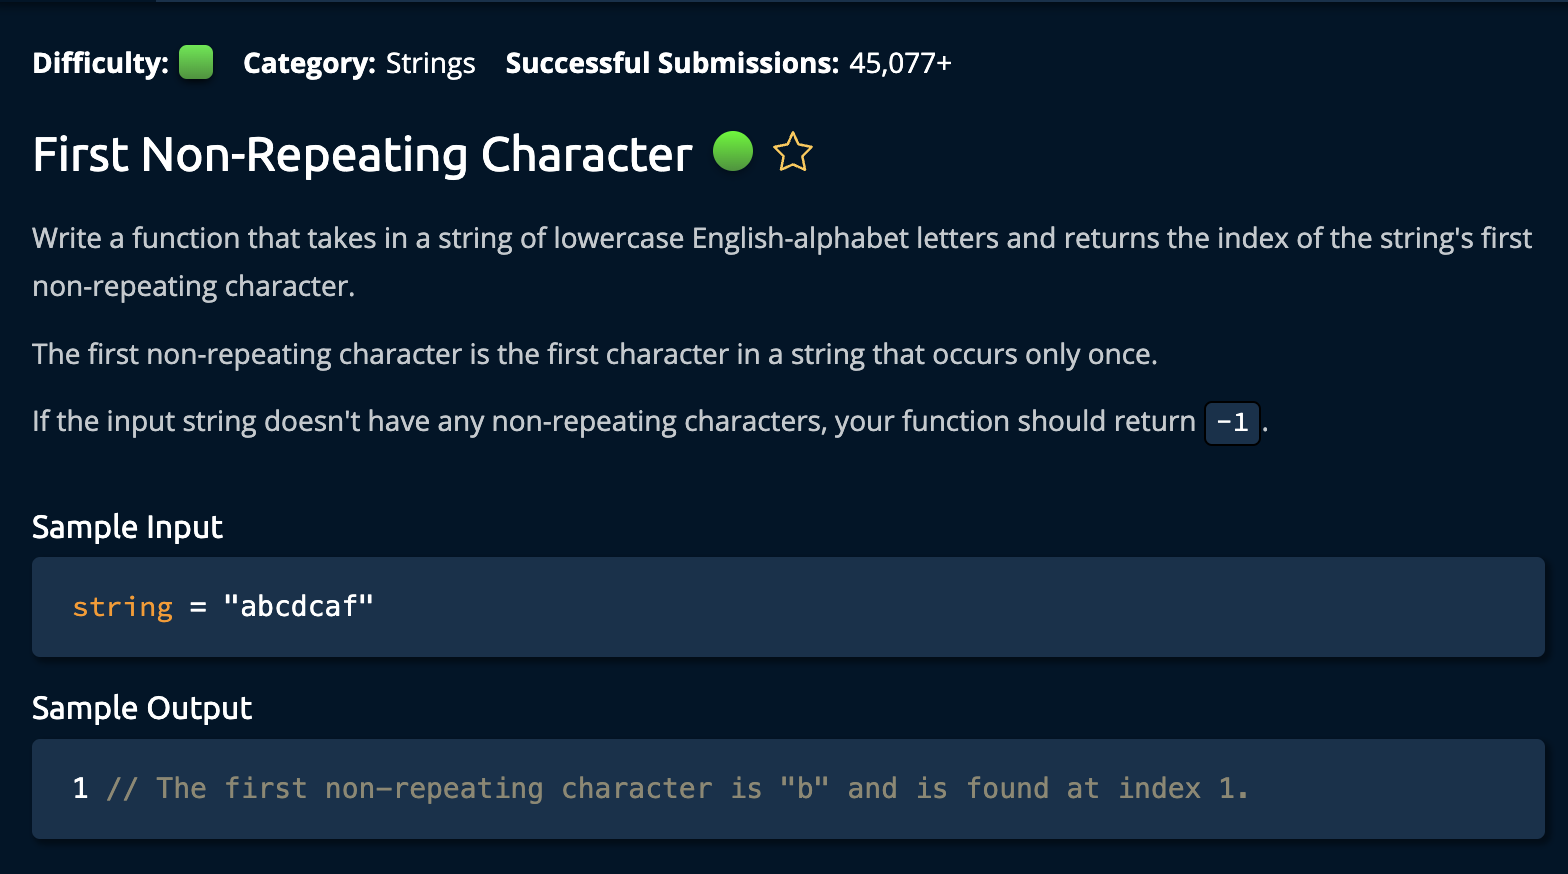 Difficulty: Category: Strings Successful Submissions: 45,077+
First Non-Repeating Character
Write a function that takes in a string of lowercase English-alphabet letters and returns the index of the string's first
non-repeating character.
The first non-repeating character is the first character in a string that occurs only once.
If the input string doesn't have any non-repeating characters, your function should return -1.
Sample Input
string = "abcdcaf"
Sample Output
1 // The first non-repeating character is "b" and is found at index 1.